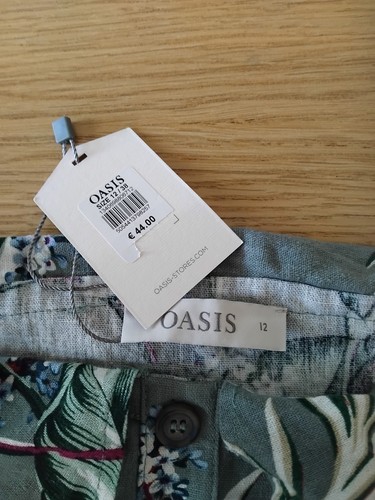 OASIS
SIZE 12 / 38
€ 44.00
OASIS-STORES.COM
OASIS 12